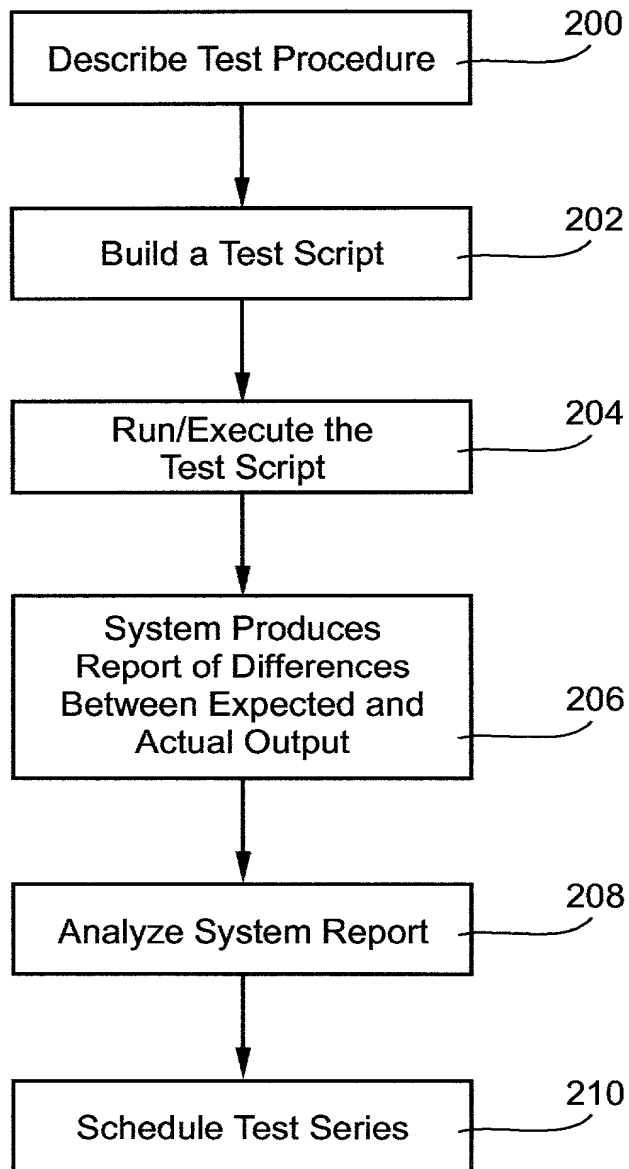 200
Describe Test Procedure
202
Build a Test Script
204
Run/Execute the
Test Script
System Produces
Report of Differences
Between Expected and
Actual Output
206
208
Analyze System Report
210
Schedule Test Series